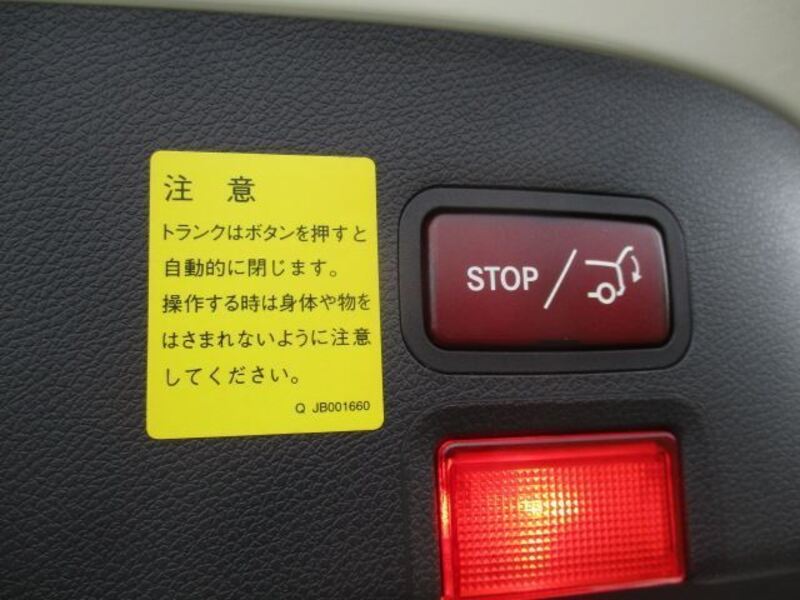 注 意
トランクはボタンを押すと
自動的に閉じます。
操作する時は身体や物を
はさまれないように注意
してください。
Q JB001660
STOP/